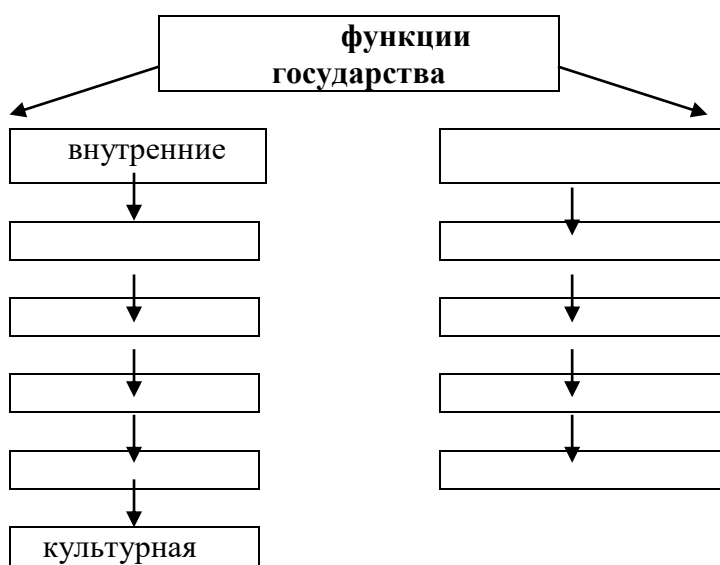 функции
государства
внутренние
культурная